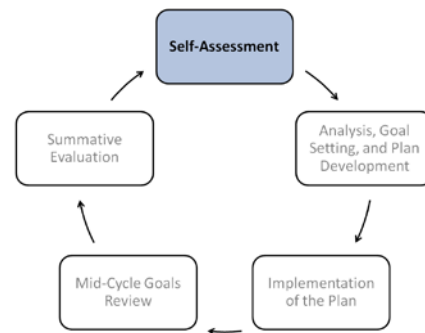 Self-Assessment
Analysis, Goal
Setting, and Plan
Development
Implementation
of the Plan
Mid-Cycle Goals
Review
Summative
Evaluation